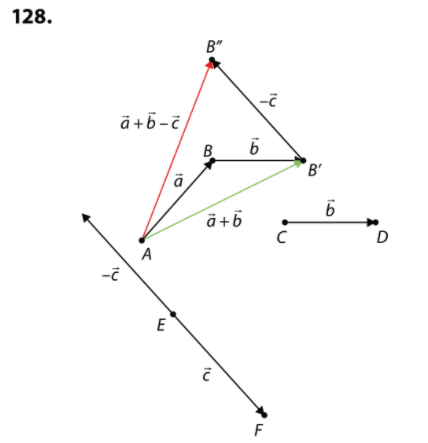 128.
B″
a⃗ + b⃗ – c⃗
–c⃗
B
b⃗
B′
a⃗
a⃗ + b⃗
b⃗
A
C
D
–c⃗
E
c⃗
F